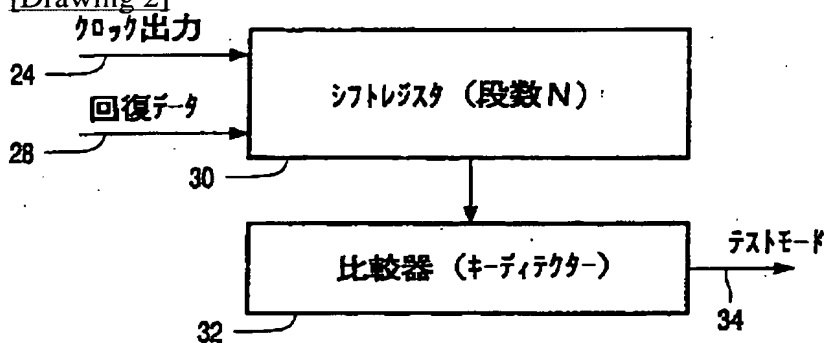 [Drawing 2]
クロック出力
24
シフトレジスタ (段数N)
回復データ
28
30
比較器 (キーディテクター)
テストモード
32
34